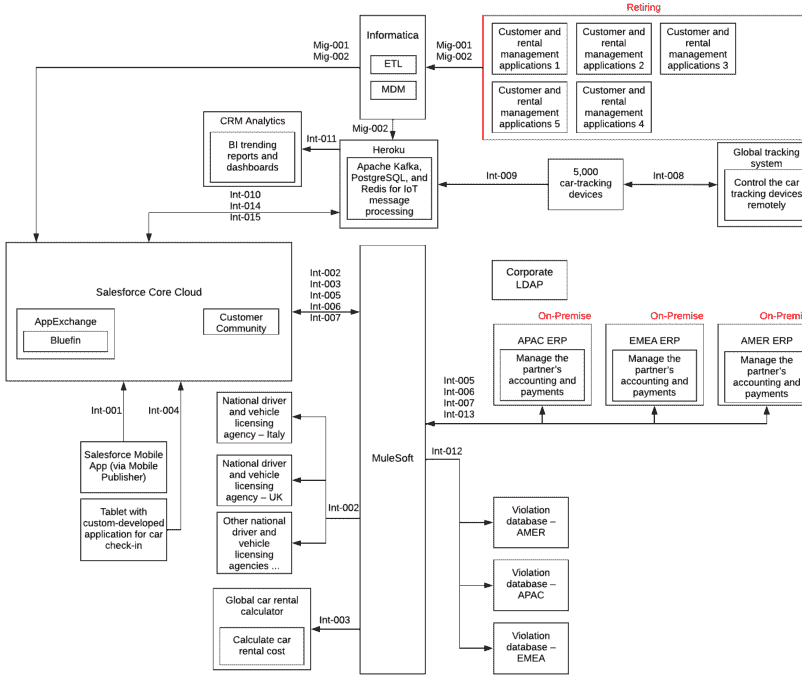 Retiring
Informatica
ETL
MDM
Mig-001
Mig-002
Mig-001
Mig-002
Customer and
rental
management
applications 1
Customer and
rental
management
applications 2
Customer and
rental
management
applications 3
Customer and
rental
management
applications 5
Customer and
rental
management
applications 4
Mig-002
CRM Analytics
BI trending
reports and
dashboards
Int-011
Heroku
Apache Kafka,
PostgreSQL, and
Redis for IoT
message
processing
Int-009
5,000
car-tracking
devices
Int-008
Global tracking
system
Control the car
tracking devices
remotely
Int-010
Int-014
Int-015
Salesforce Core Cloud
AppExchange
Bluefin
Customer
Community
Int-002
Int-003
Int-005
Int-006
Int-007
Corporate
LDAP
On-Premise
On-Premise
On-Premi
APAC ERP
Manage the
partner's
accounting and
payments
EMEA ERP
Manage the
partner's
accounting and
payments
AMER ERP
Manage the
partner's
accounting and
payments
Int-005
Int-006
Int-007
Int-013
Int-001
Int-004
Salesforce Mobile
App (via Mobile
Publisher)
Tablet with
custom-developed
application for car
check-in
National driver
and vehicle
licensing
agency – Italy
National driver
and vehicle
licensing
agency – UK
Other national
driver and
vehicle
licensing
agencies ...
Int-002
MuleSoft
Int-012
Violation
database –
AMER
Violation
database –
APAC
Violation
database –
EMEA
Global car rental
calculator
Calculate car
rental cost
Int-003